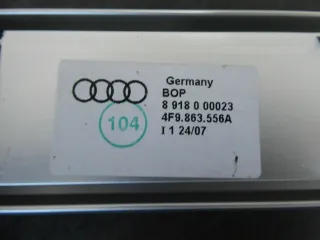 Germany
BOP
8 918 0 00023
104
4F9.863.556A
I 1 24/07